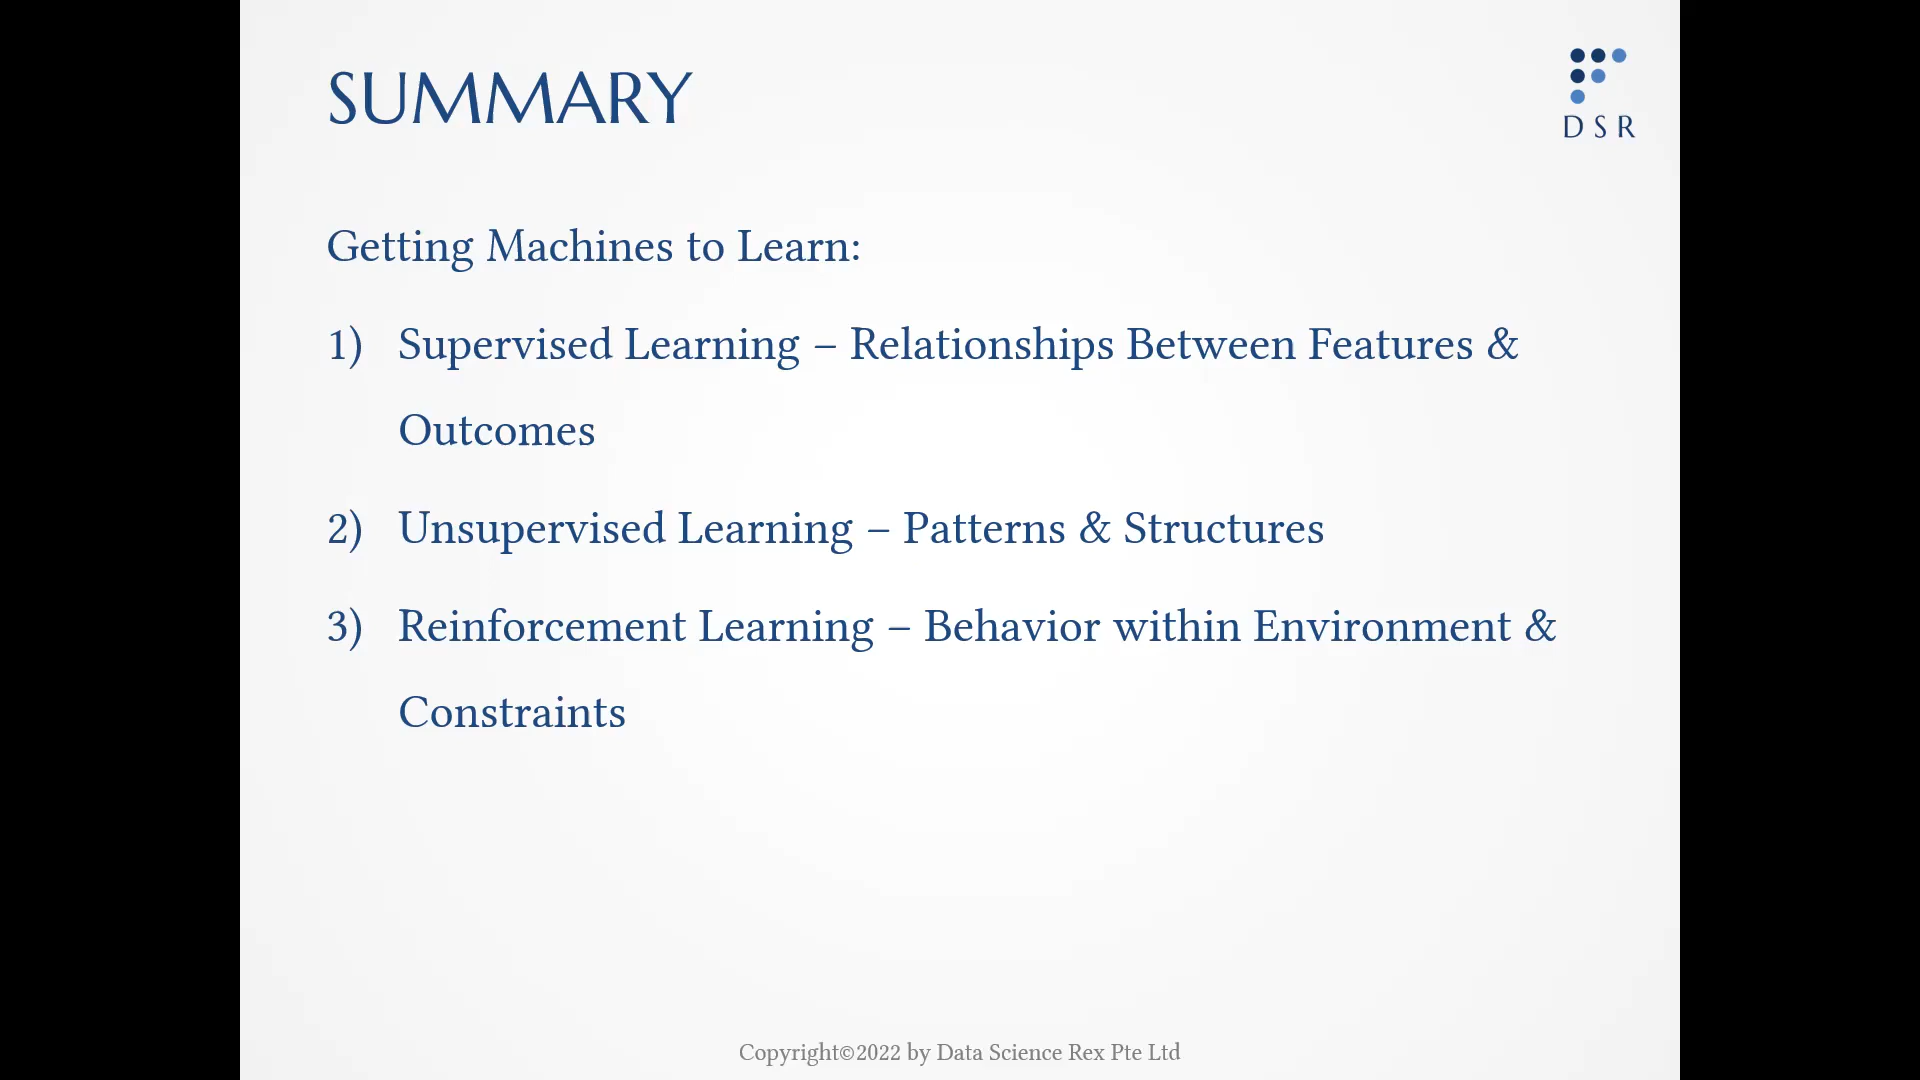 SUMMARY
D S R
Getting Machines to Learn:
1) Supervised Learning – Relationships Between Features &
Outcomes
2) Unsupervised Learning – Patterns & Structures
3) Reinforcement Learning – Behavior within Environment &
Constraints
Copyright©2022 by Data Science Rex Pte Ltd